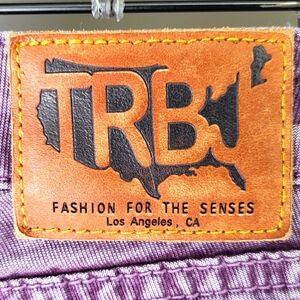 TRBJ
FASHION FOR THE SENSES
Los Angeles, CA